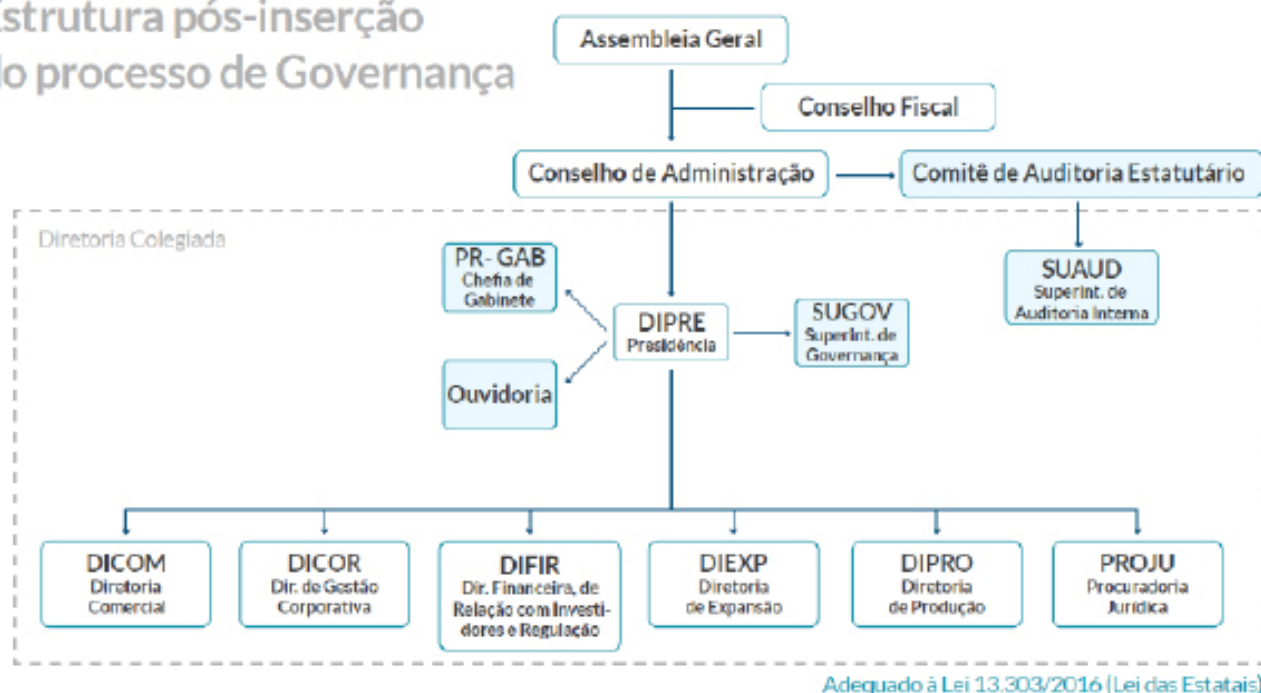 Estrutura pós-inserção
do processo de Governança
Assembleia Geral
Conselho Fiscal
Conselho de Administração
Comitê de Auditoria Estatutário
Diretoria Colegiada
PR- GAB
Chefia de
Gabinete
DIPRE
Presidência
SUGOV
Superint. de
Governança
SUAUD
Superint. de
Auditoria Interna
Ouvidoria
DICOM
Diretoria
Comercial
DICOR
Dir. de Gestão
Corporativa
DIFIR
Dir. Financeira, de
Relação com Investi-
dores e Regulação
DIEXP
Diretoria
de Expansão
DIPRO
Diretoria
de Produção
PROJU
Procuradoria
Jurídica
Adequado à Lei 13.303/2016 (Lei das Estatais)